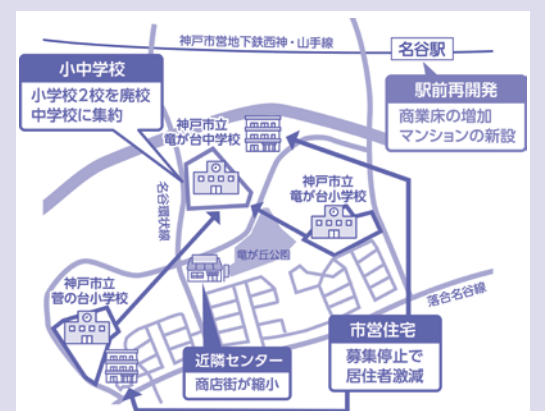 神戸市営地下鉄西神・山手線
名谷駅
小中学校
小学校2校を廃校
中学校に集約
駅前再開発
商業床の増加
マンションの新設
神戸市立
竜が台中学校
名谷環状線
神戸市立
竜が台小学校
竜が丘公園
神戸市立
菅の台小学校
落合名谷線
近隣センター
商店街が縮小
市営住宅
募集停止で
居住者激減